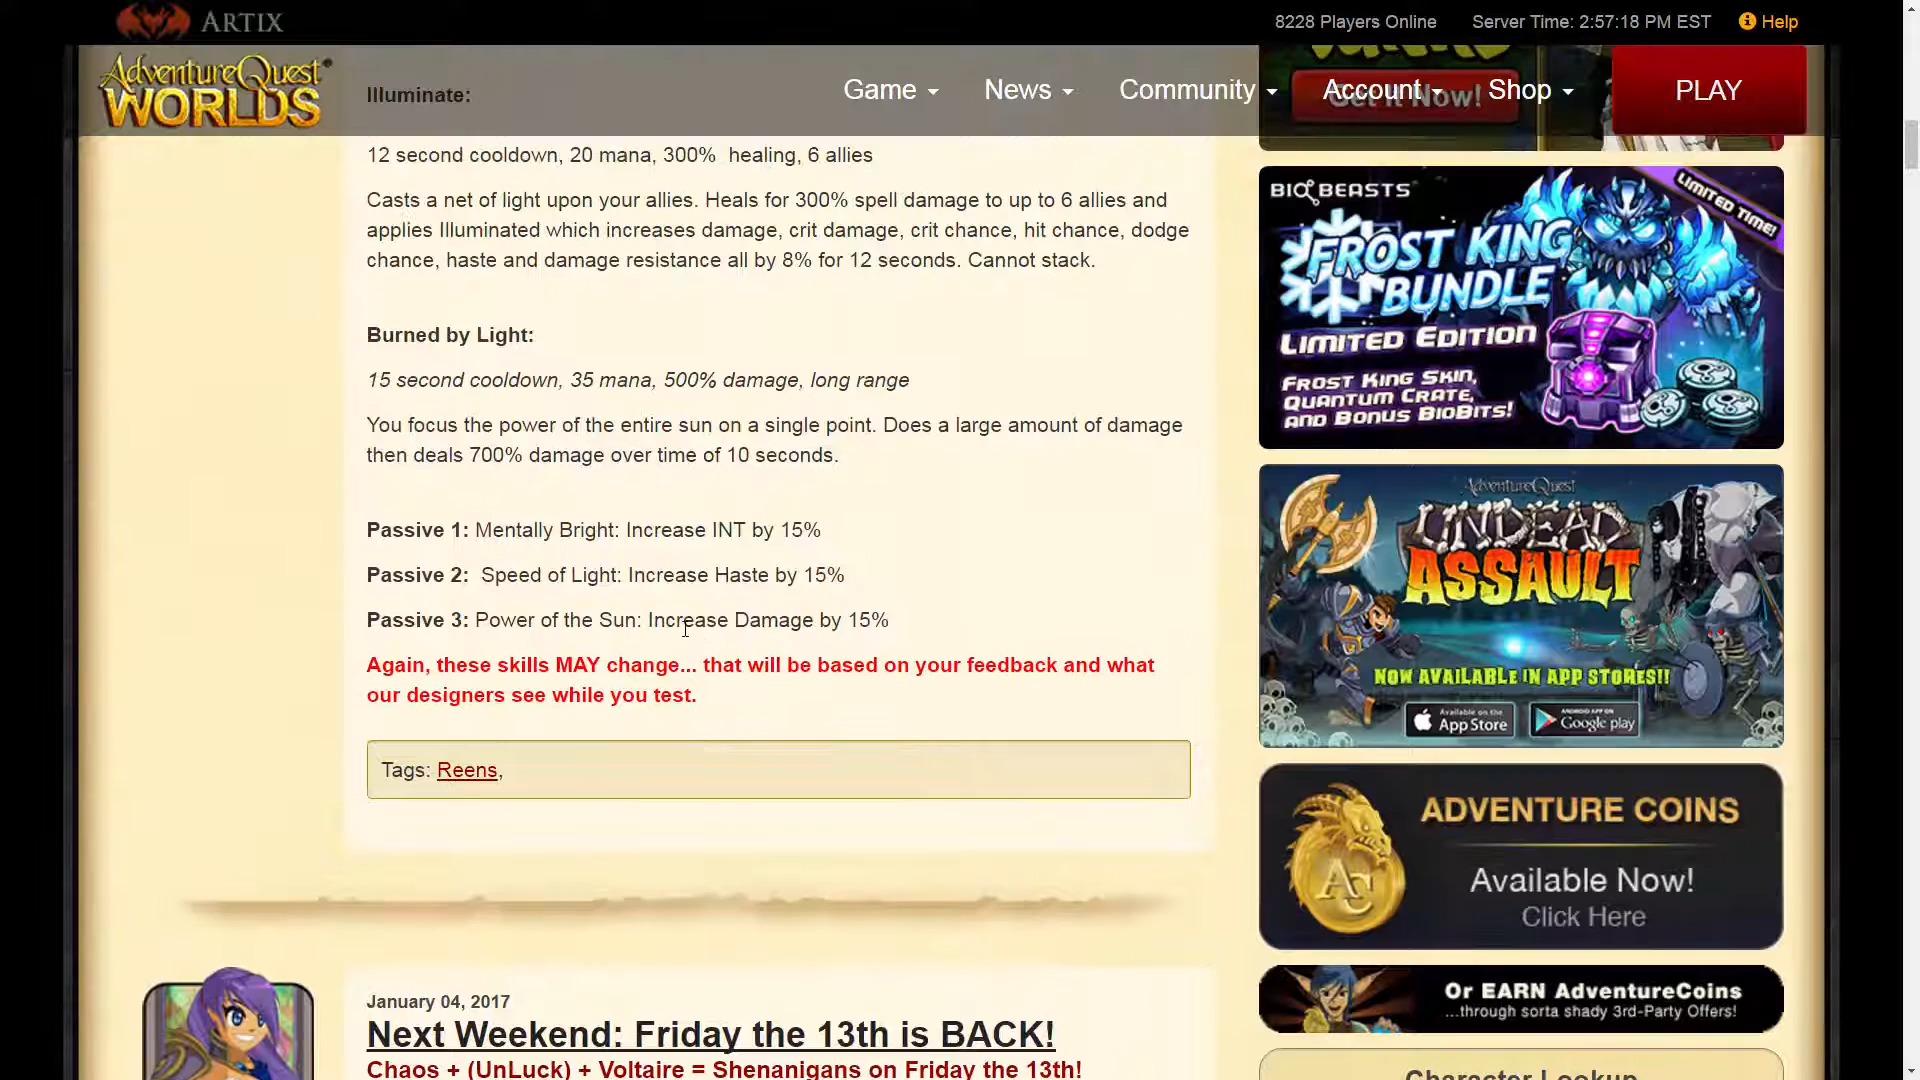 ARTIX
8228 Players Online
Server Time: 2:57:18 PM EST
Help
AdventureQuest WORLDS
Game
News
Community
Account
Shop
PLAY
Get It Now!
Illuminate:
12 second cooldown, 20 mana, 300%  healing, 6 allies
Casts a net of light upon your allies. Heals for 300% spell damage to up to 6 allies and
applies Illuminated which increases damage, crit damage, crit chance, hit chance, dodge
chance, haste and damage resistance all by 8% for 12 seconds. Cannot stack.
Burned by Light:
15 second cooldown, 35 mana, 500% damage, long range
You focus the power of the entire sun on a single point. Does a large amount of damage
then deals 700% damage over time of 10 seconds.
Passive 1: Mentally Bright: Increase INT by 15%
Passive 2:  Speed of Light: Increase Haste by 15%
Passive 3: Power of the Sun: Increase Damage by 15%
Again, these skills MAY change... that will be based on your feedback and what
our designers see while you test.
Tags: Reens,
January 04, 2017
Next Weekend: Friday the 13th is BACK!
Chaos + (UnLuck) + Voltaire = Shenanigans on Friday the 13th!
BIO BEASTS
LIMITED TIME!
FROST KING
BUNDLE
LIMITED EDITION
FROST KING SKIN,
QUANTUM CRATE,
AND BONUS BIOBITS!
AdventureQuest
UNDEAD
ASSAULT
NOW AVAILABLE IN APP STORES!!
Available on the
App Store
ANDROID APP ON
Google play
AC
ADVENTURE COINS
Available Now!
Click Here
Or EARN AdventureCoins
...through sorta shady 3rd-Party Offers!
Character Lookup